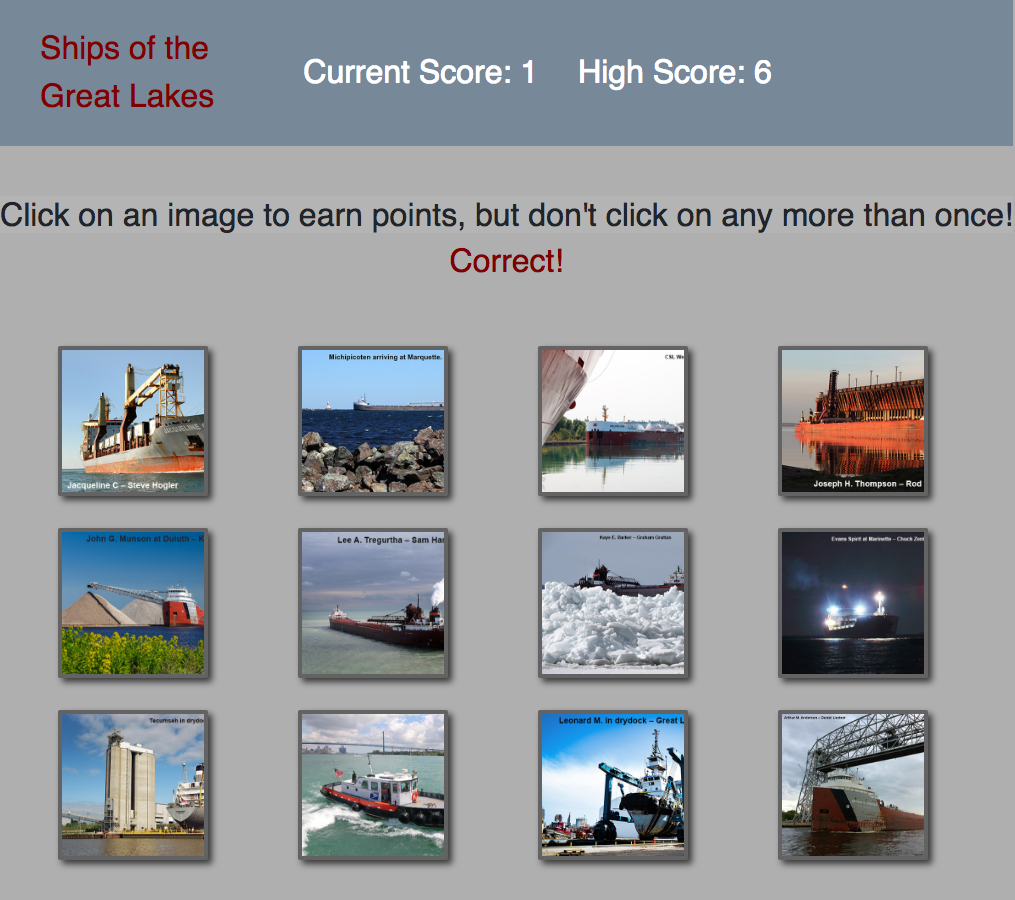 Ships of the
Great Lakes
Current Score: 1 High Score: 6
Click on an image to earn points, but don't click on any more than once!
Correct!
Jacqueline C – Steve Hogler
Michipicoten arriving at Marquette.
CSL We
Joseph H. Thompson – Rod
John G. Munson at Duluth – K
Lee A. Tregurtha – Sam Har
Kaye E. Barker – Graham Grattan
Evans Spirit at Marinette – Chuck Zent
Tecumseh in drydo
Leonard M. in drydock – Great L
Arthur M. Anderson – Daniel Lindner